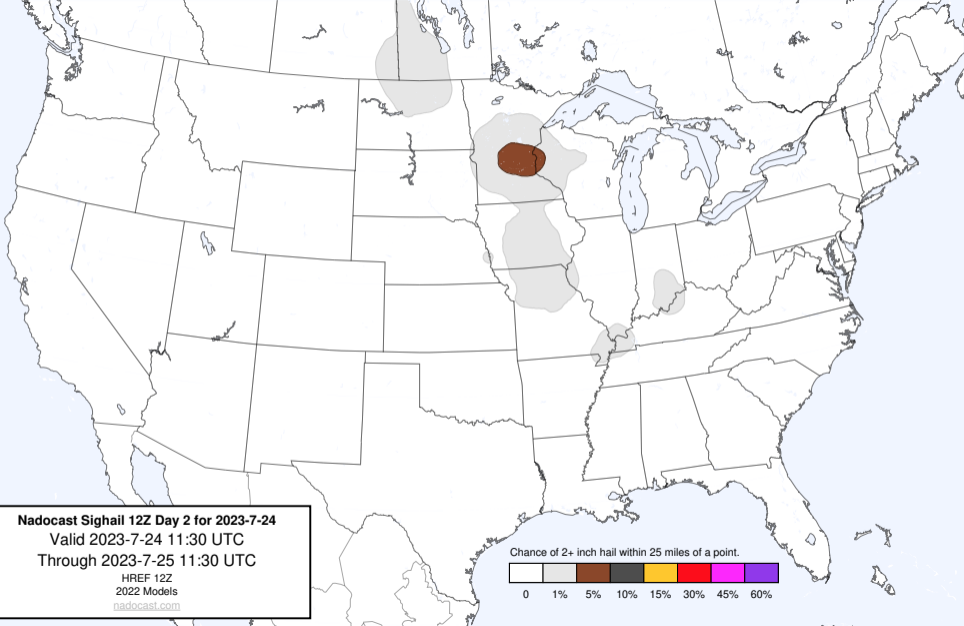 Nadocast Sighail 12Z Day 2 for 2023-7-24
Valid 2023-7-24 11:30 UTC
Through 2023-7-25 11:30 UTC
HREF 12Z
2022 Models
nadocast.com
Chance of 2+ inch hail within 25 miles of a point.
0 1% 5% 10% 15% 30% 45% 60%